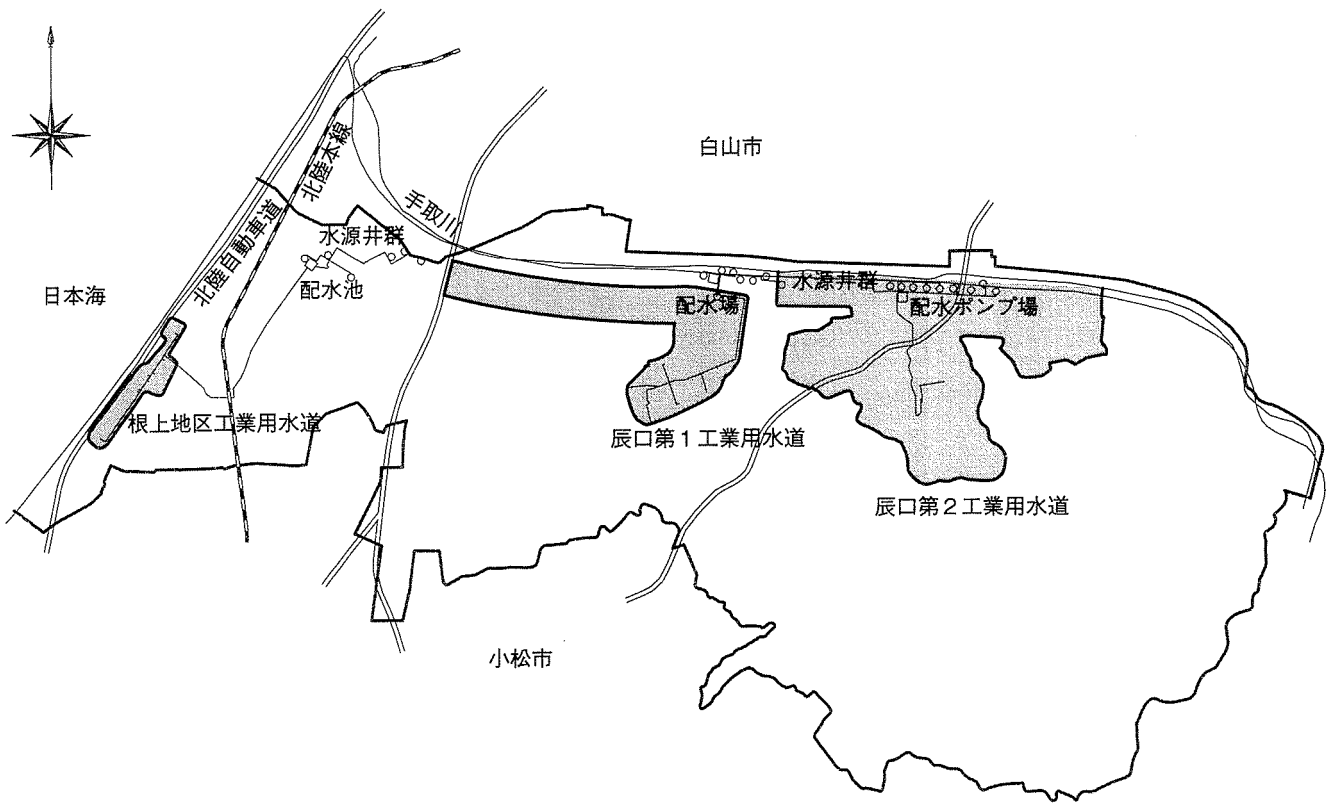 白山市
北陸本線
手取川
北陸自動車道
水源井群
日本海
配水池
水源井群
配水場
配水ポンプ場
根上地区工業用水道
辰口第1工業用水道
辰口第2工業用水道
小松市